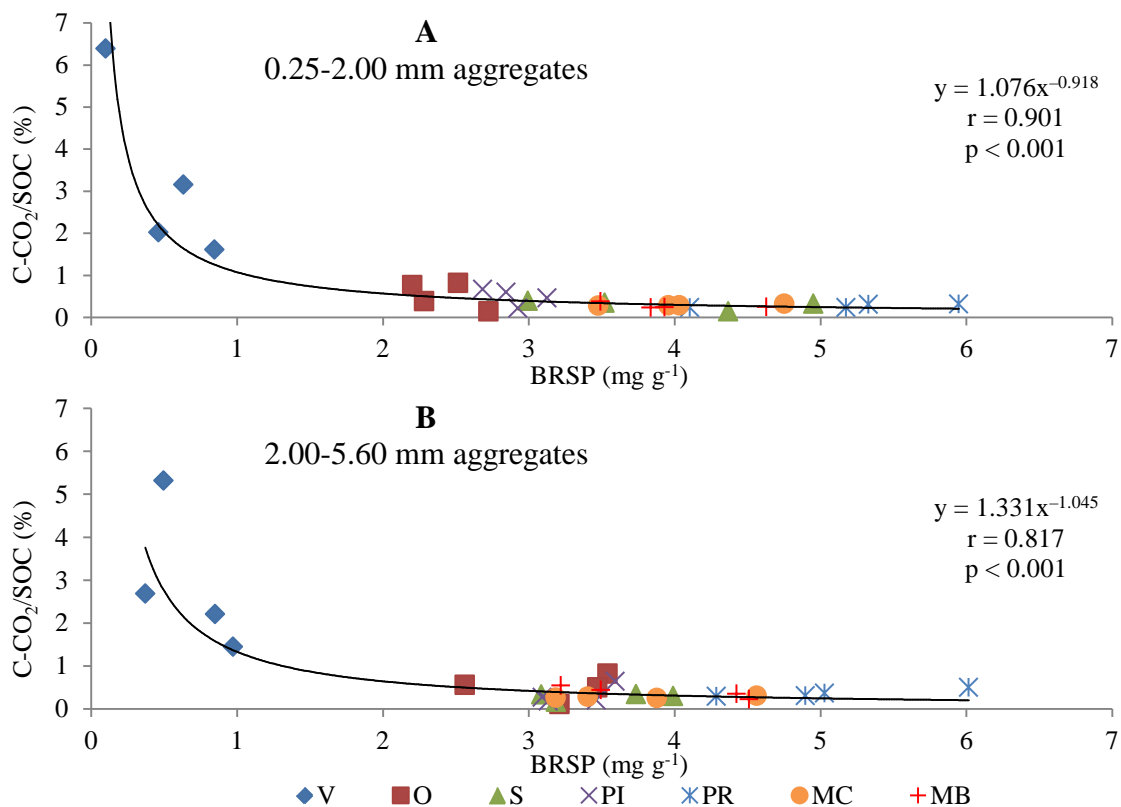 A
0.25-2.00 mm aggregates
y = 1.076x⁻⁰·⁹¹⁸
r = 0.901
p < 0.001
C-CO₂/SOC (%)
7
6
5
4
3
2
1
0
0 1 2 3 4 5 6 7
BRSP (mg g⁻¹)
B
2.00-5.60 mm aggregates
y = 1.331x⁻¹·⁰⁴⁵
r = 0.817
p < 0.001
C-CO₂/SOC (%)
7
6
5
4
3
2
1
0
0 1 2 3 4 5 6 7
BRSP (mg g⁻¹)
V O S PI PR MC MB